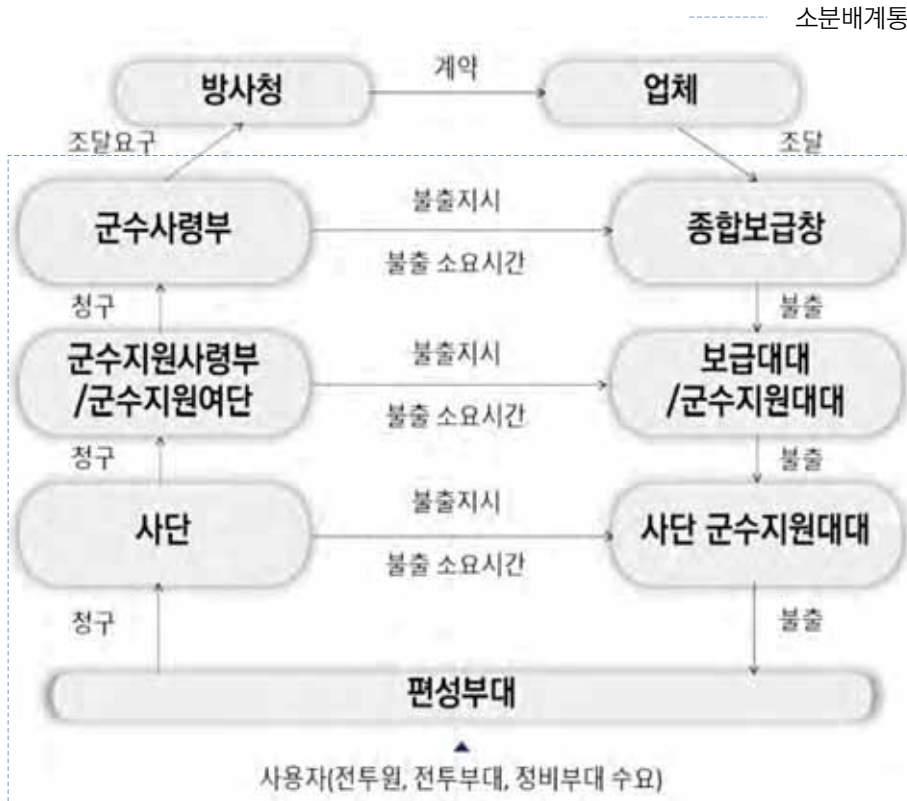 소분배계통
방사청
계약
업체
조달요구
조달
군수사령부
불출지시
불출 소요시간
종합보급창
청구
불출
군수지원사령부
/군수지원여단
불출지시
불출 소요시간
보급대대
/군수지원대대
청구
불출
사단
불출지시
불출 소요시간
사단 군수지원대대
청구
불출
편성부대
사용자(전투원, 전투부대, 정비부대 수요)